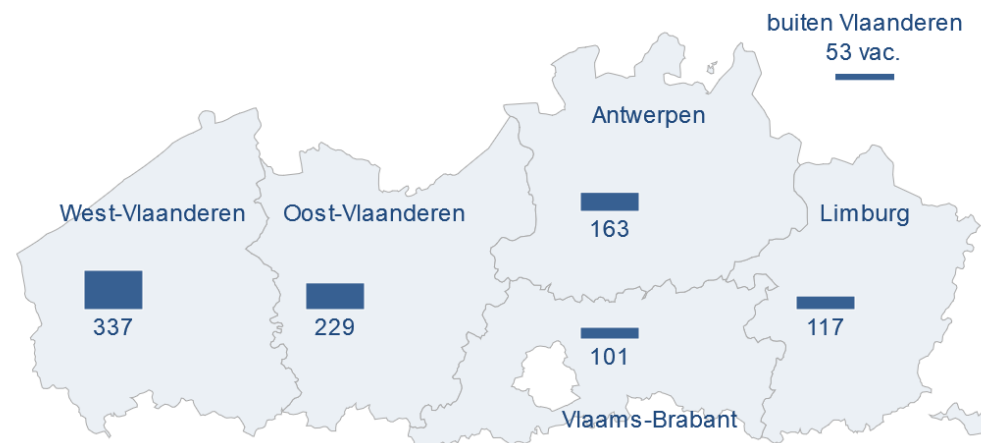 buiten Vlaanderen
53 vac.
Antwerpen
163
West-Vlaanderen
337
Oost-Vlaanderen
229
Limburg
117
101
Vlaams-Brabant